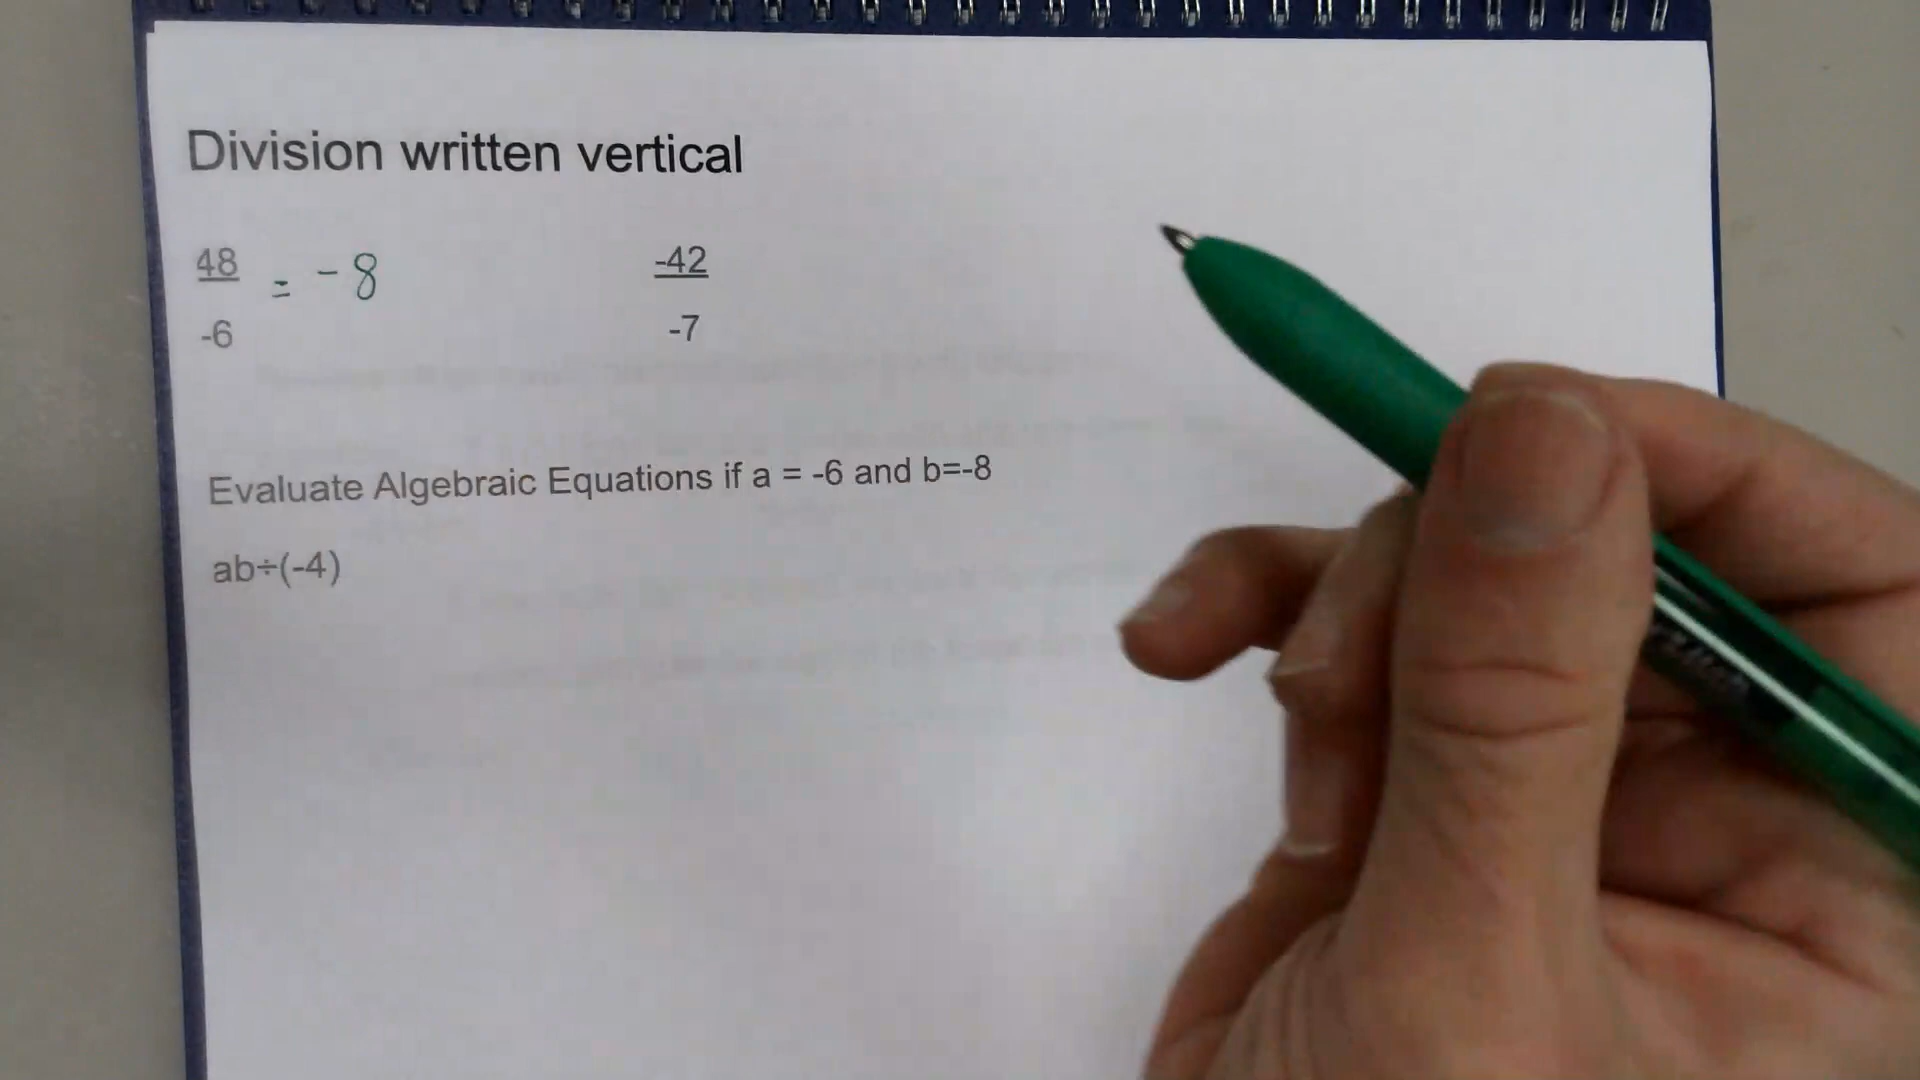 Division written vertical
48 = -8
-6
-42
-7
Evaluate Algebraic Equations if a = -6 and b=-8
ab÷(-4)